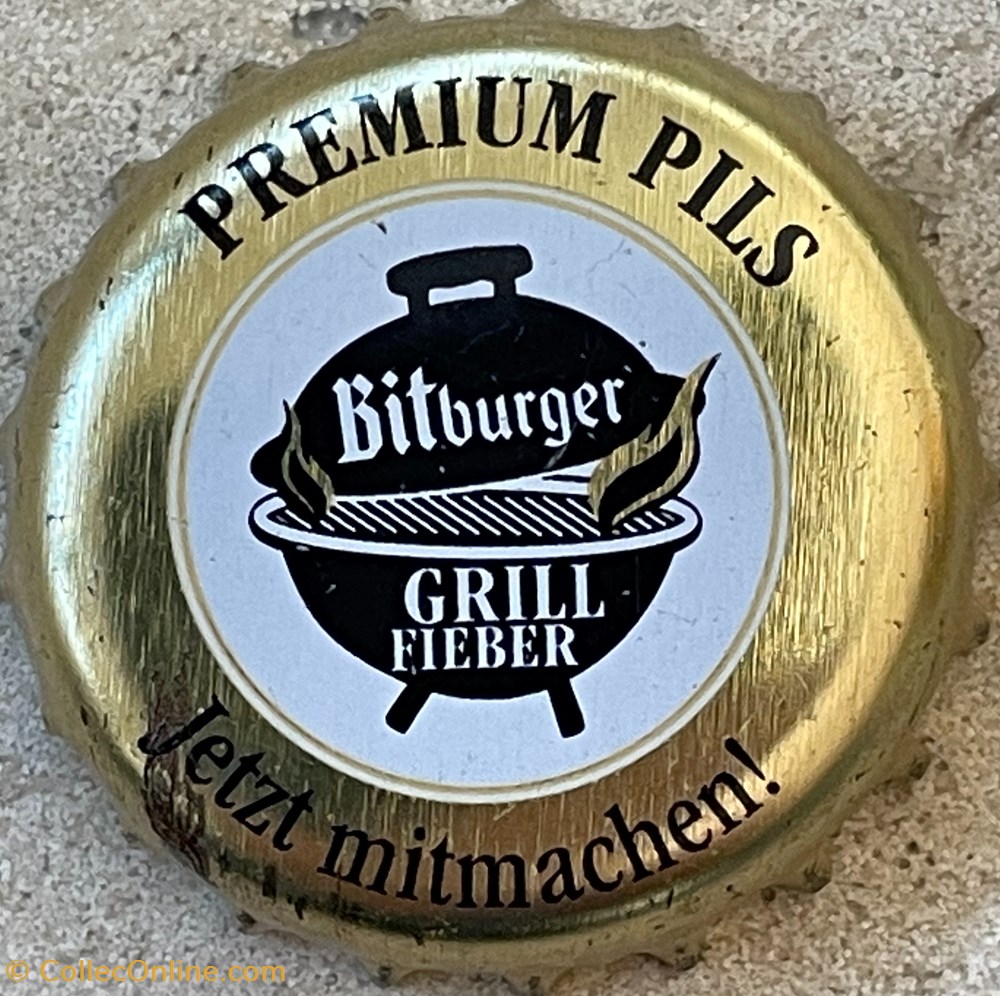 PREMIUM PILS
Bitburger
GRILL
FIEBER
Jetzt mitmachen!
© CollecOnline.com